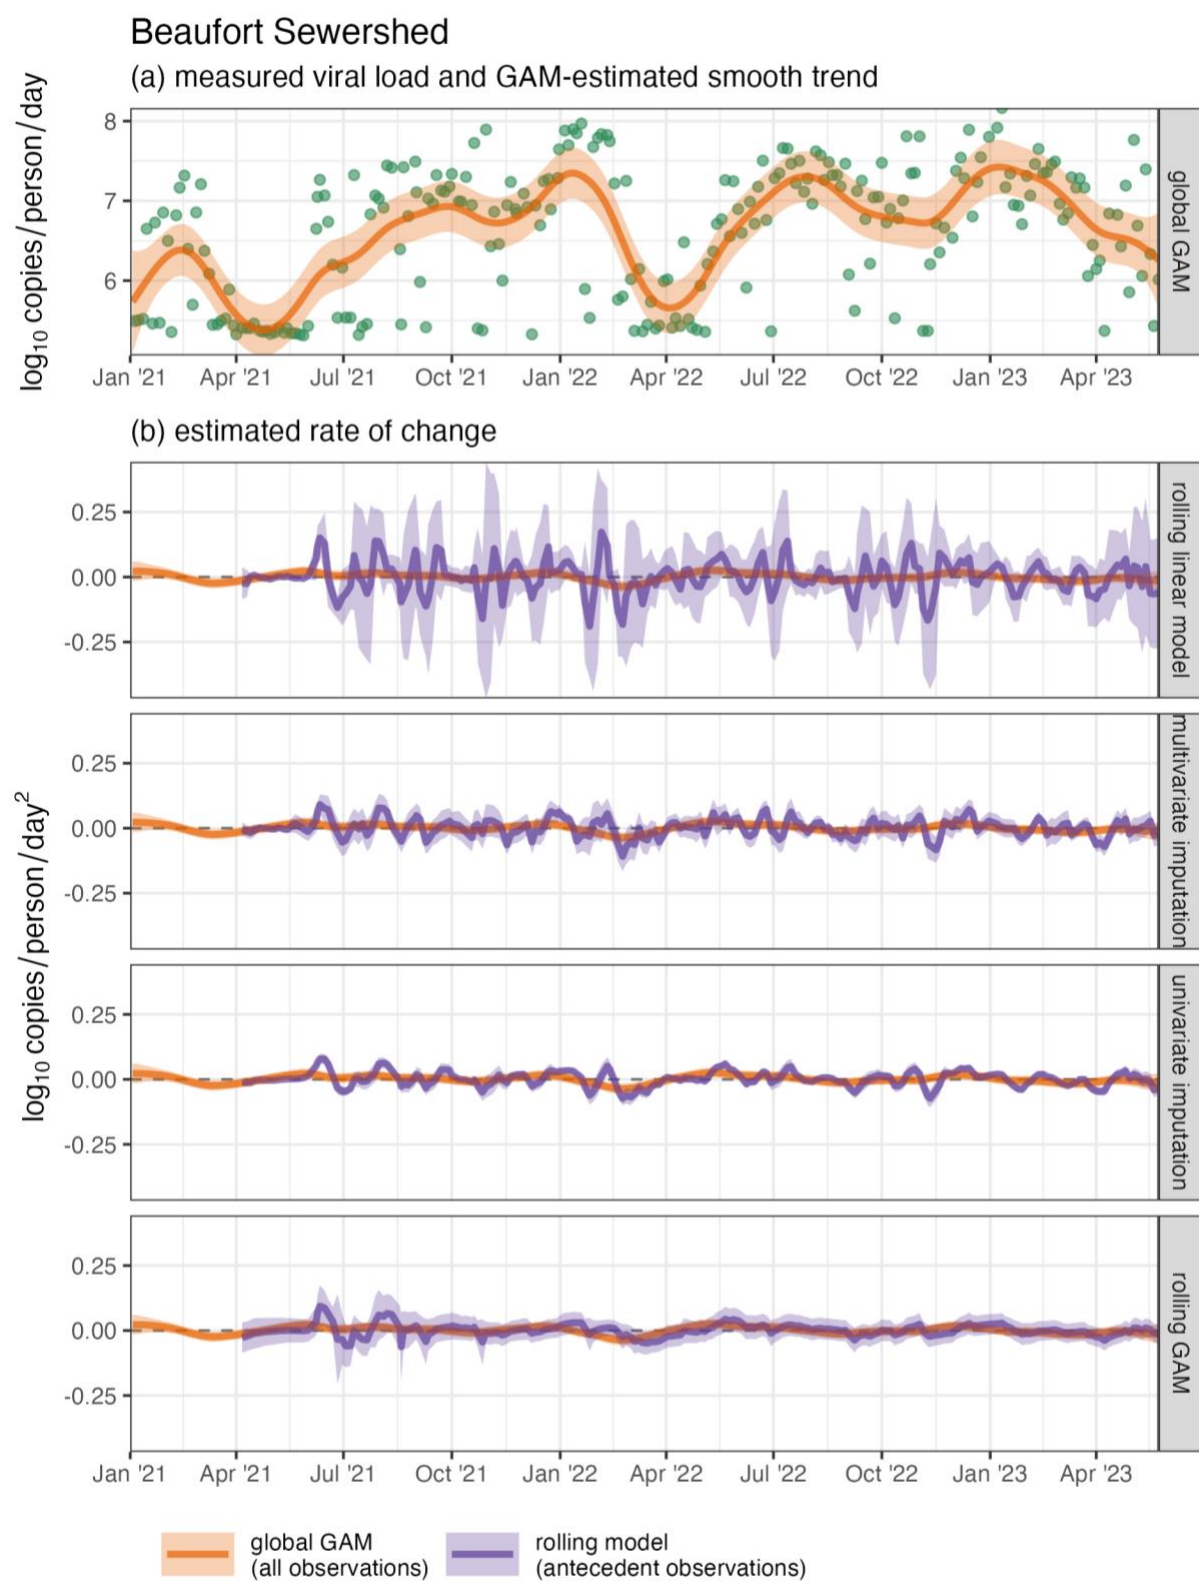 Beaufort Sewershed
(a) measured viral load and GAM-estimated smooth trend
log₁₀ copies/person/day
8
7
6
global GAM
Jan '21 Apr '21 Jul '21 Oct '21 Jan '22 Apr '22 Jul '22 Oct '22 Jan '23 Apr '23
(b) estimated rate of change
log₁₀ copies/person/day²
0.25
0.00
-0.25
rolling linear model
0.25
0.00
-0.25
multivariate imputation
0.25
0.00
-0.25
univariate imputation
0.25
0.00
-0.25
rolling GAM
Jan '21 Apr '21 Jul '21 Oct '21 Jan '22 Apr '22 Jul '22 Oct '22 Jan '23 Apr '23
global GAM
(all observations)
rolling model
(antecedent observations)